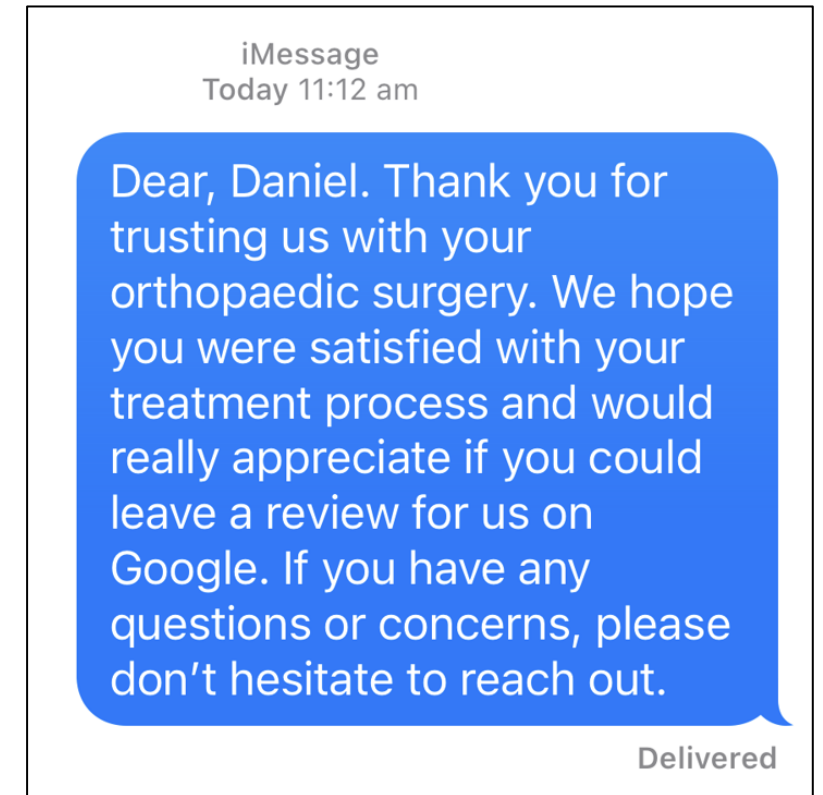 iMessage
Today 11:12 am
Dear, Daniel. Thank you for
trusting us with your
orthopaedic surgery. We hope
you were satisfied with your
treatment process and would
really appreciate if you could
leave a review for us on
Google. If you have any
questions or concerns, please
don’t hesitate to reach out.
Delivered